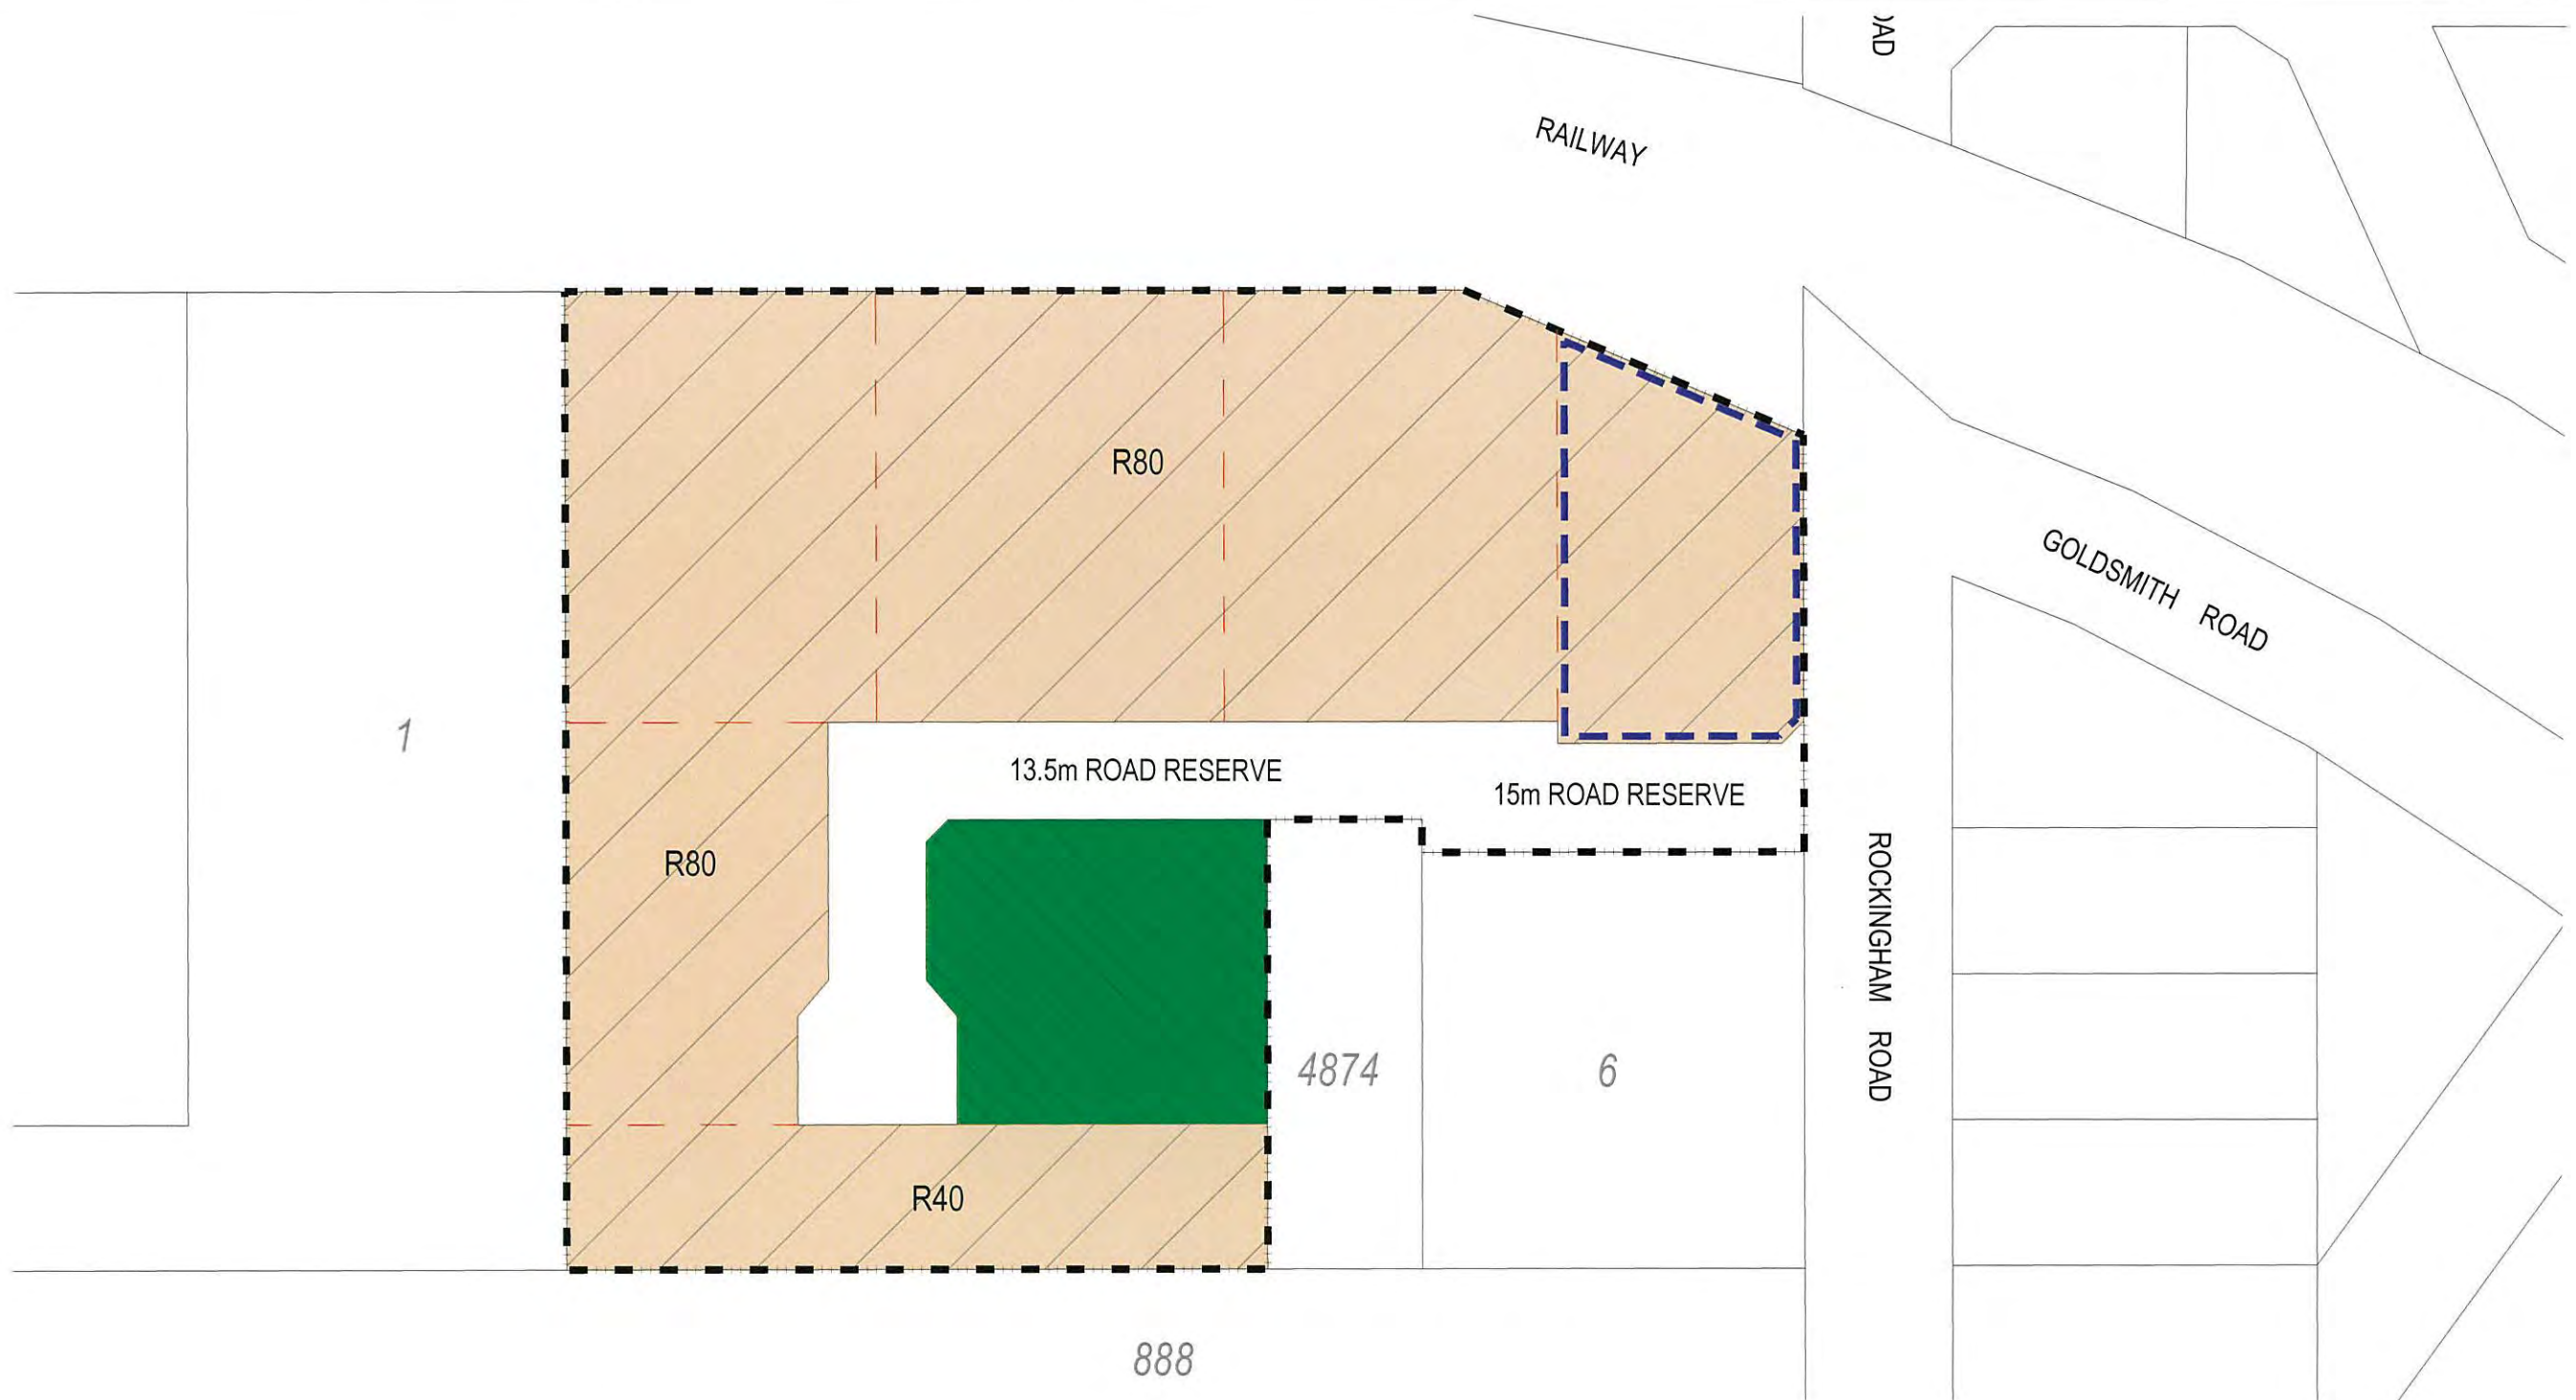 RAILWAY
R80
GOLDSMITH ROAD
1
13.5m ROAD RESERVE
15m ROAD RESERVE
R80
ROCKINGHAM ROAD
4874
6
R40
888